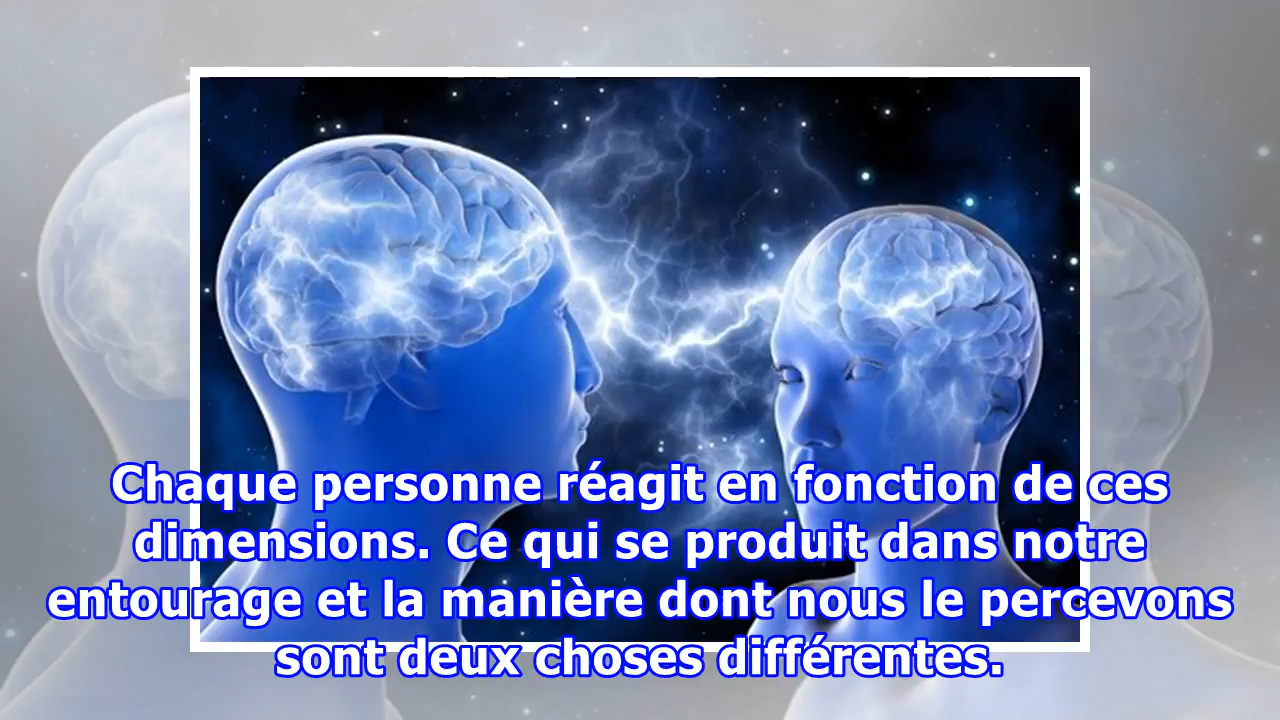 Chaque personne réagit en fonction de ces
dimensions. Ce qui se produit dans notre
entourage et la manière dont nous le percevons
sont deux choses différentes.